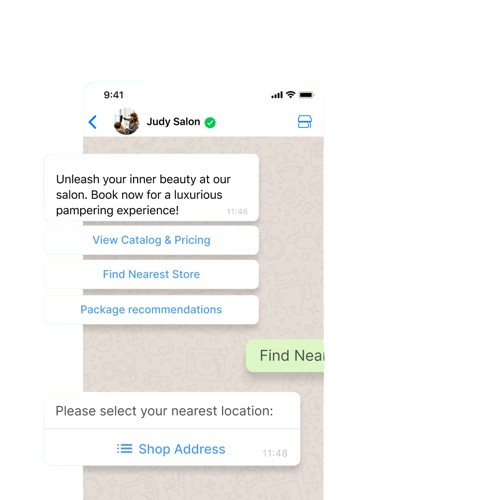 9:41
Judy Salon
Unleash your inner beauty at our
salon. Book now for a luxurious
pampering experience!
11:46
View Catalog & Pricing
Find Nearest Store
Package recommendations
Find Near
Please select your nearest location:
Shop Address
11:48